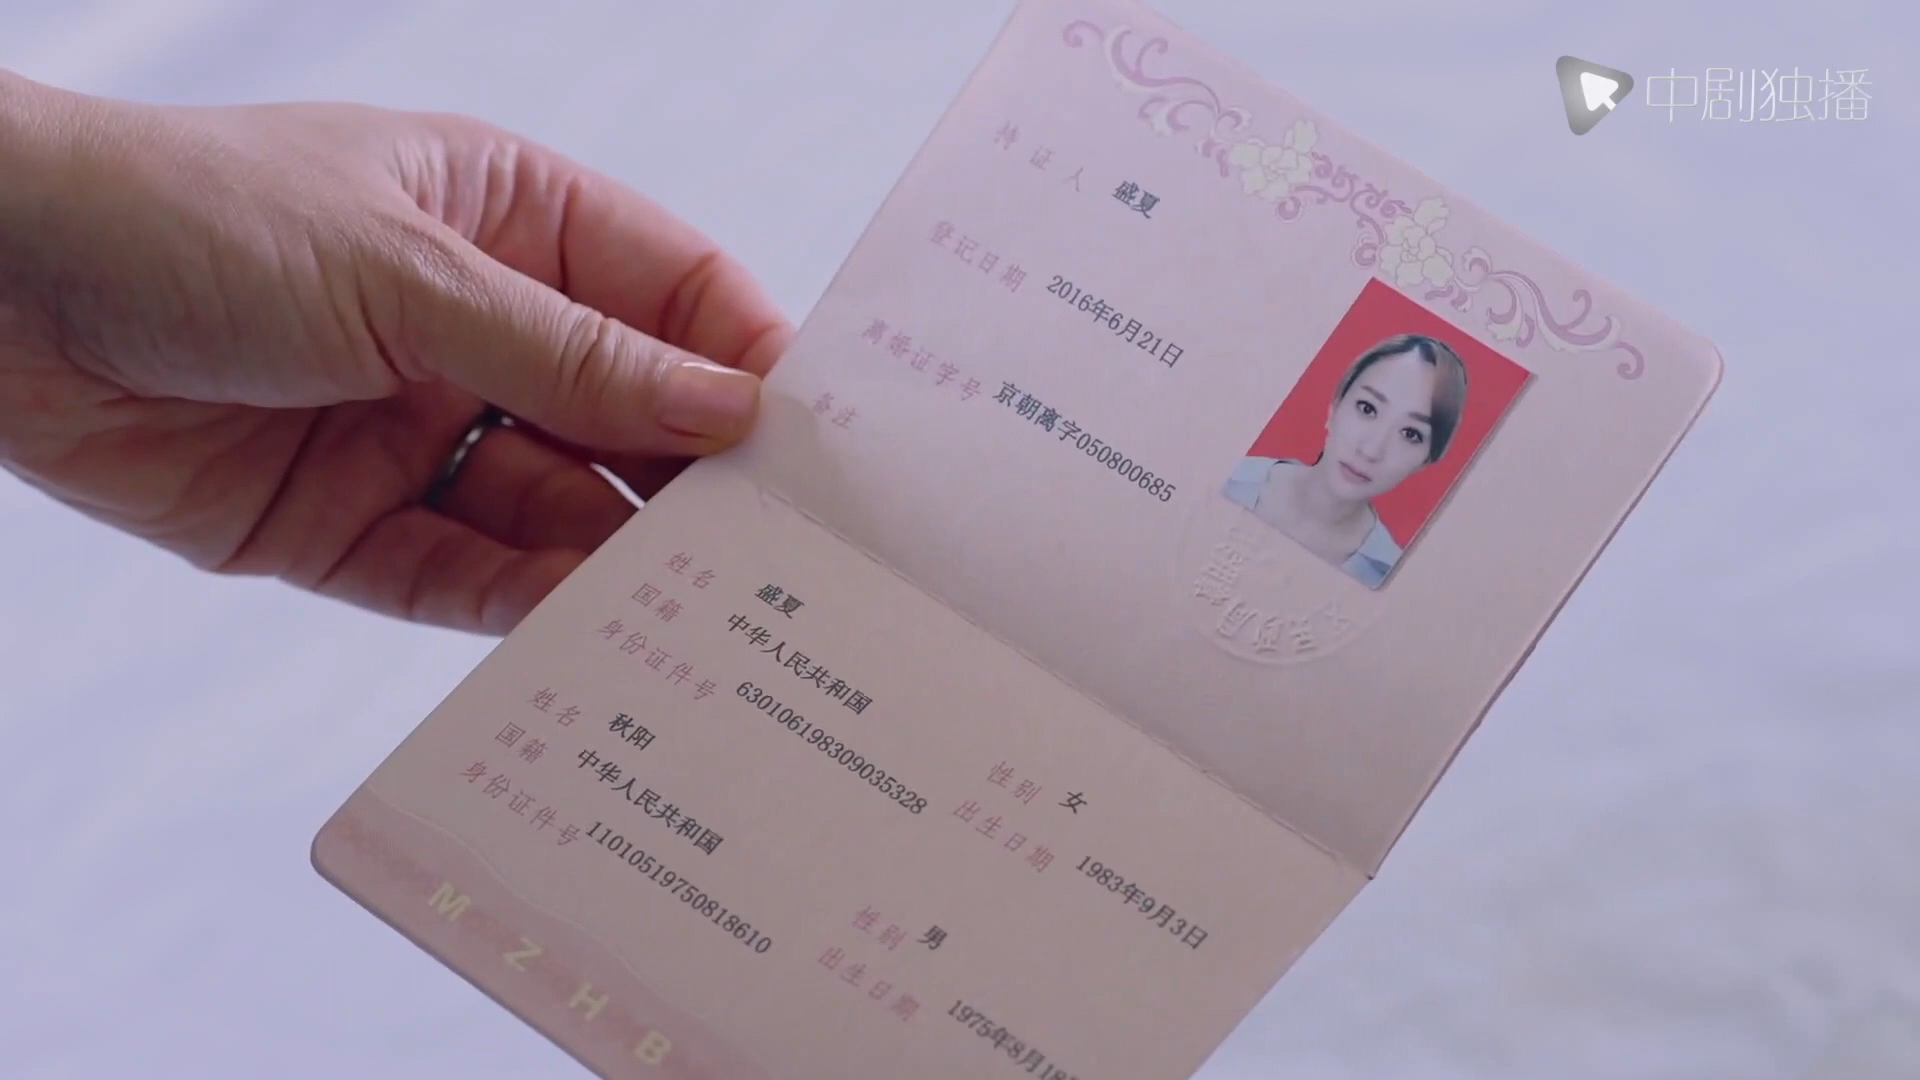 中剧独播
持证人 盛夏
登记日期 2016年6月21日
离婚证字号 京朝离字050800685
备注
姓名 盛夏 性别 女
国籍 中华人民共和国 出生日期 1983年9月3日
身份证件号 630106198309035328
姓名 秋阳 性别 男
国籍 中华人民共和国 出生日期 1975年8月18
身份证件号 11010519750818610
MZHB